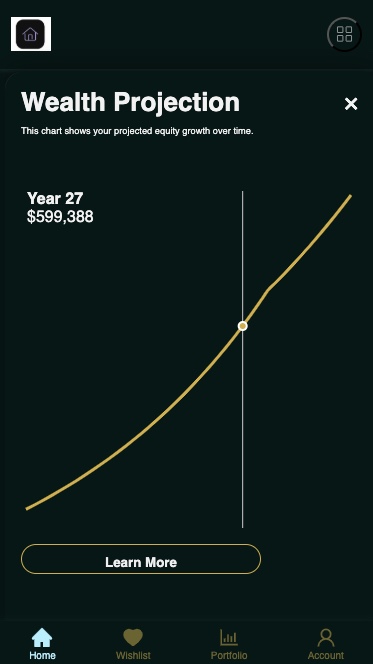 Wealth Projection
This chart shows your projected equity growth over time.
Year 27
$599,388
Learn More
Home
Wishlist
Portfolio
Account